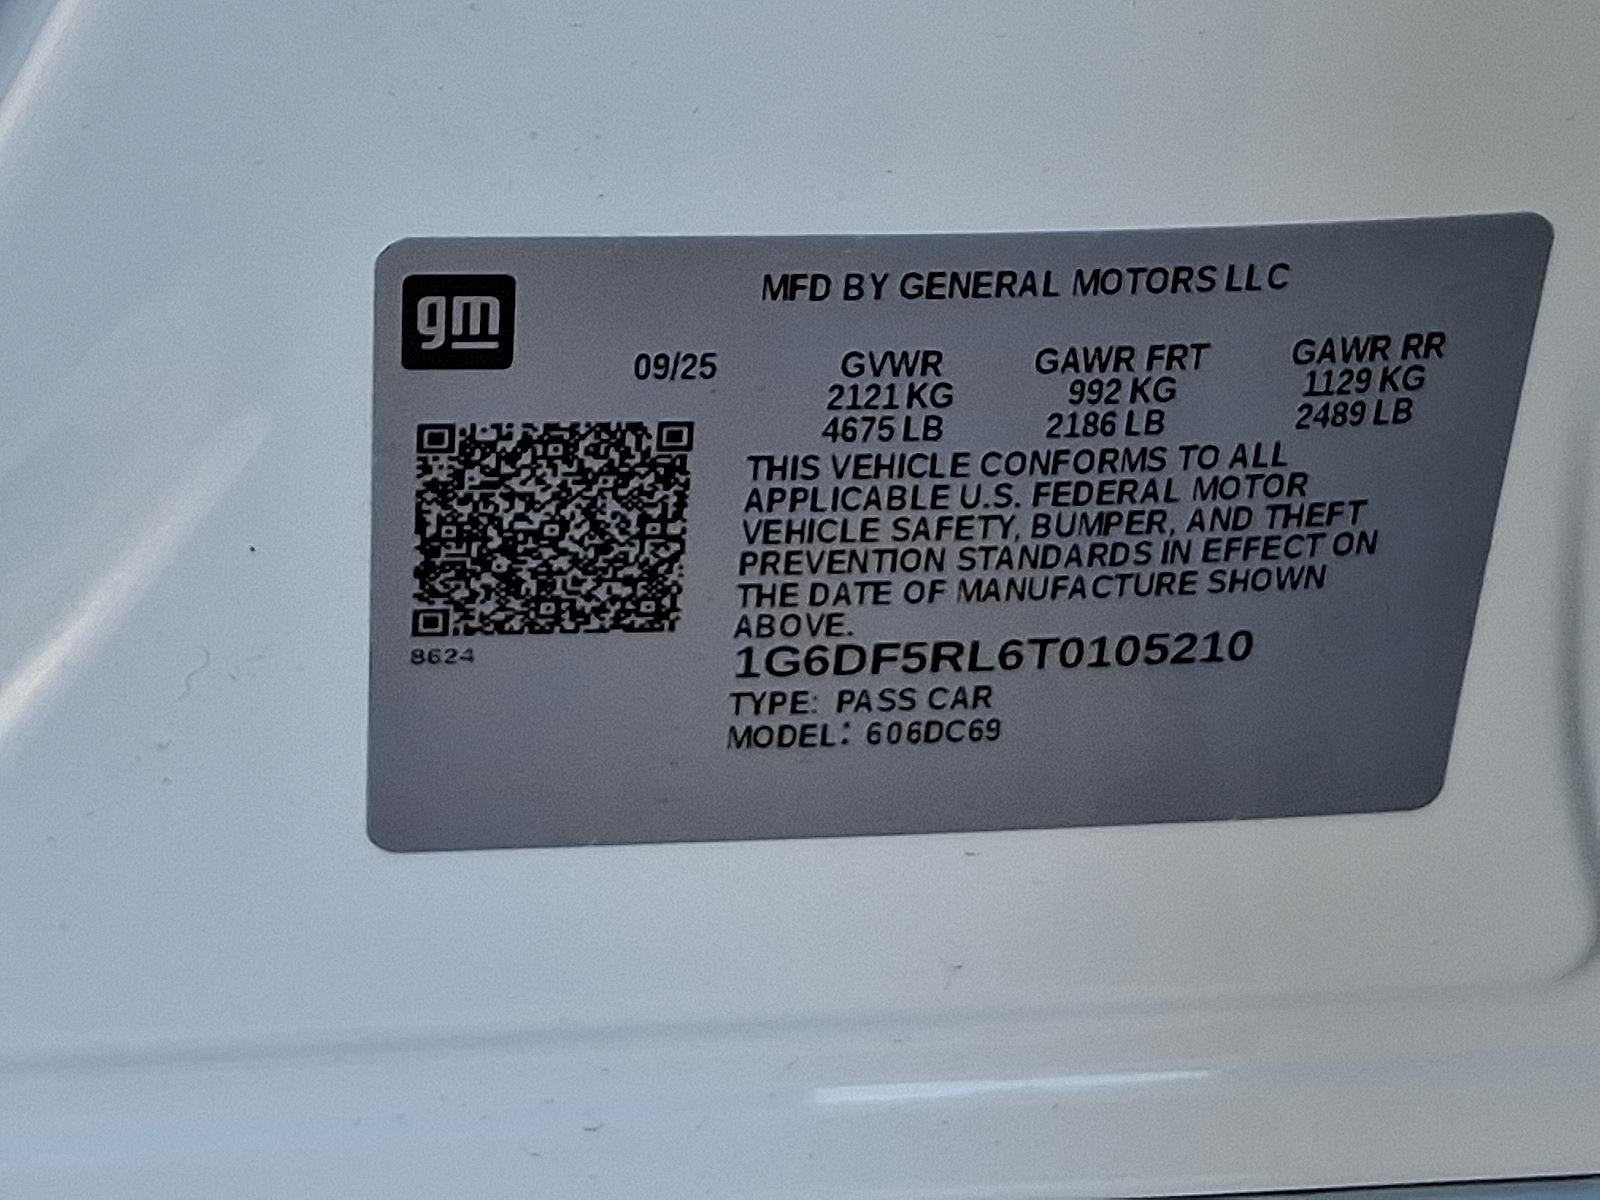 gm
MFD BY GENERAL MOTORS LLC
09/25 GVWR GAWR FRT GAWR RR
2121 KG 992 KG 1129 KG
4675 LB 2186 LB 2489 LB
THIS VEHICLE CONFORMS TO ALL
APPLICABLE U.S. FEDERAL MOTOR
VEHICLE SAFETY, BUMPER, AND THEFT
PREVENTION STANDARDS IN EFFECT ON
THE DATE OF MANUFACTURE SHOWN
ABOVE.
8624
1G6DF5RL6T0105210
TYPE: PASS CAR
MODEL: 606DC69